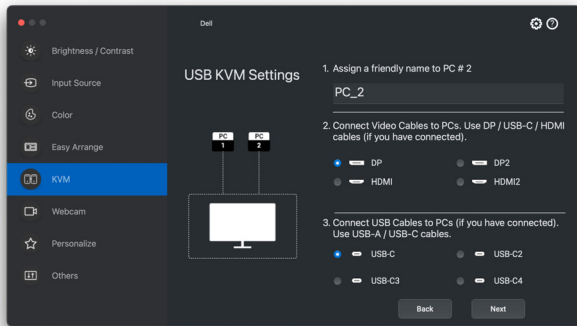 Dell
Brightness / Contrast
Input Source
Color
Easy Arrange
KVM
Webcam
Personalize
Others
USB KVM Settings
PC
1
PC
2
1. Assign a friendly name to PC # 2
PC_2
2. Connect Video Cables to PCs. Use DP / USB-C / HDMI
cables (if you have connected).
DP
DP2
HDMI
HDMI2
3. Connect USB Cables to PCs (if you have connected).
Use USB-A / USB-C cables.
USB-C
USB-C2
USB-C3
USB-C4
Back
Next